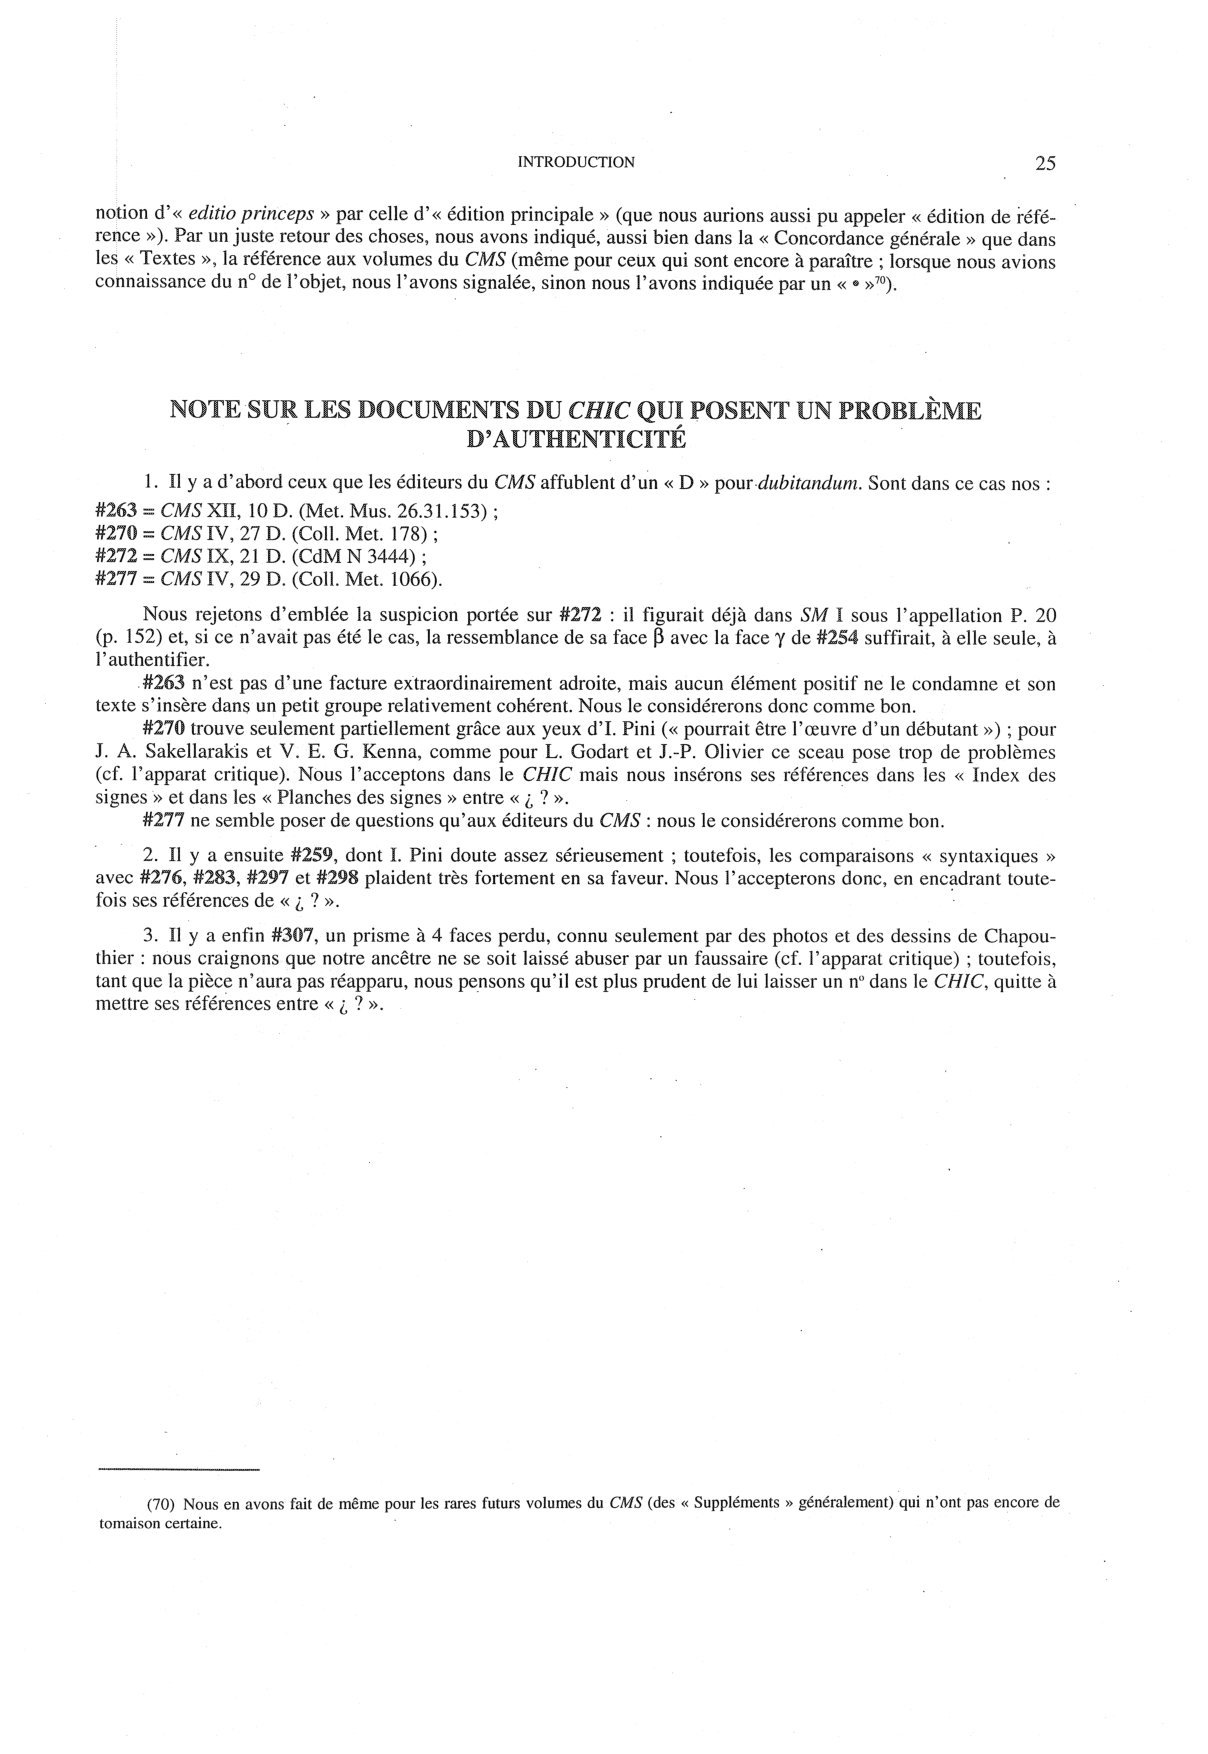 INTRODUCTION 25
notion d'« editio princeps » par celle d'« édition principale » (que nous aurions aussi pu appeler « édition de réfé-
rence »). Par un juste retour des choses, nous avons indiqué, aussi bien dans la « Concordance générale » que dans
les « Textes », la référence aux volumes du CMS (même pour ceux qui sont encore à paraître ; lorsque nous avions
connaissance du n° de l'objet, nous l'avons signalée, sinon nous l'avons indiquée par un « • »⁷⁰).
NOTE SUR LES DOCUMENTS DU CHIC QUI POSENT UN PROBLÈME
D'AUTHENTICITÉ
1. Il y a d'abord ceux que les éditeurs du CMS affublent d'un « D » pour dubitandum. Sont dans ce cas nos :
#263 = CMS XII, 10 D. (Met. Mus. 26.31.153) ;
#270 = CMS IV, 27 D. (Coll. Met. 178) ;
#272 = CMS IX, 21 D. (CdM N 3444) ;
#277 = CMS IV, 29 D. (Coll. Met. 1066).
Nous rejetons d'emblée la suspicion portée sur #272 : il figurait déjà dans SM I sous l'appellation P. 20
(p. 152) et, si ce n'avait pas été le cas, la ressemblance de sa face β avec la face γ de #254 suffirait, à elle seule, à
l'authentifier.
#263 n'est pas d'une facture extraordinairement adroite, mais aucun élément positif ne le condamne et son
texte s'insère dans un petit groupe relativement cohérent. Nous le considérerons donc comme bon.
#270 trouve seulement partiellement grâce aux yeux d'I. Pini (« pourrait être l'œuvre d'un débutant ») ; pour
J. A. Sakellarakis et V. E. G. Kenna, comme pour L. Godart et J.-P. Olivier ce sceau pose trop de problèmes
(cf. l'apparat critique). Nous l'acceptons dans le CHIC mais nous insérons ses références dans les « Index des
signes » et dans les « Planches des signes » entre « ¿ ? ».
#277 ne semble poser de questions qu'aux éditeurs du CMS : nous le considérerons comme bon.
2. Il y a ensuite #259, dont I. Pini doute assez sérieusement ; toutefois, les comparaisons « syntaxiques »
avec #276, #283, #297 et #298 plaident très fortement en sa faveur. Nous l'accepterons donc, en encadrant toute-
fois ses références de « ¿ ? ».
3. Il y a enfin #307, un prisme à 4 faces perdu, connu seulement par des photos et des dessins de Chapou-
thier : nous craignons que notre ancêtre ne se soit laissé abuser par un faussaire (cf. l'apparat critique) ; toutefois,
tant que la pièce n'aura pas réapparu, nous pensons qu'il est plus prudent de lui laisser un n° dans le CHIC, quitte à
mettre ses références entre « ¿ ? ».
(70) Nous en avons fait de même pour les rares futurs volumes du CMS (des « Suppléments » généralement) qui n'ont pas encore de
tomaison certaine.